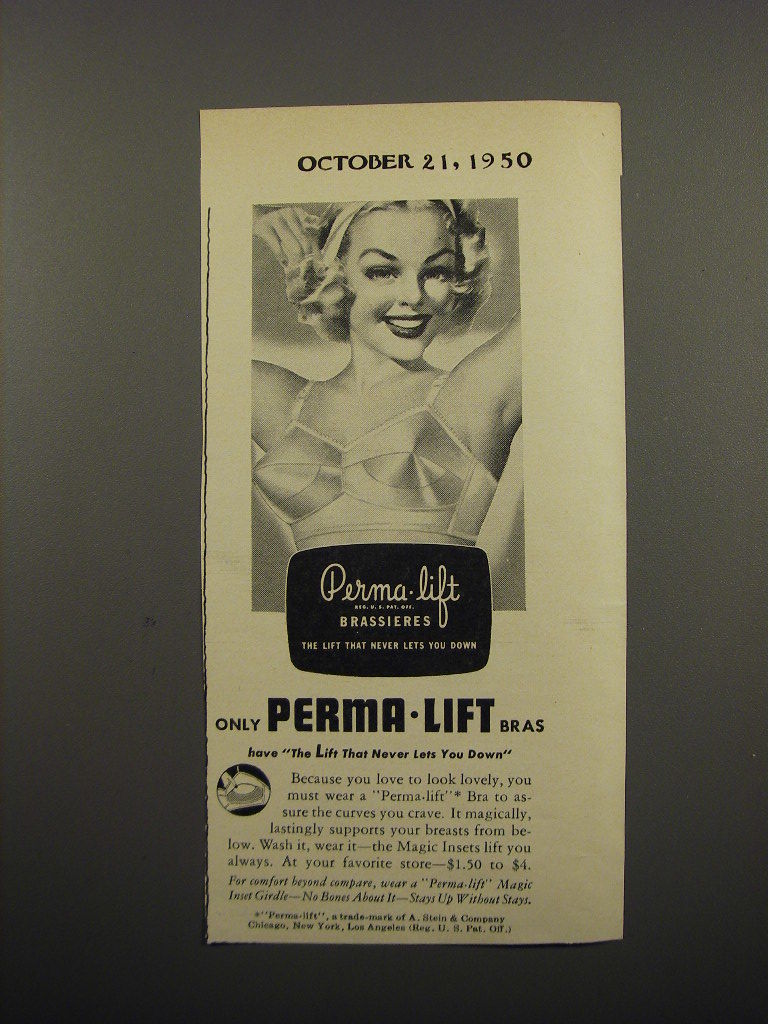 OCTOBER 21, 1950
Perma·lift
REG. U. S. PAT. OFF.
BRASSIERES
THE LIFT THAT NEVER LETS YOU DOWN
ONLY PERMA·LIFT BRAS
have "The Lift That Never Lets You Down"
Because you love to look lovely, you
must wear a "Perma-lift"* Bra to as-
sure the curves you crave. It magically,
lastingly supports your breasts from be-
low. Wash it, wear it—the Magic Insets lift you
always. At your favorite store—$1.50 to $4.
For comfort beyond compare, wear a "Perma-lift" Magic
Inset Girdle—No Bones About It—Stays Up Without Stays.
*"Perma-lift", a trade-mark of A. Stein & Company
Chicago, New York, Los Angeles (Reg. U. S. Pat. Off.)